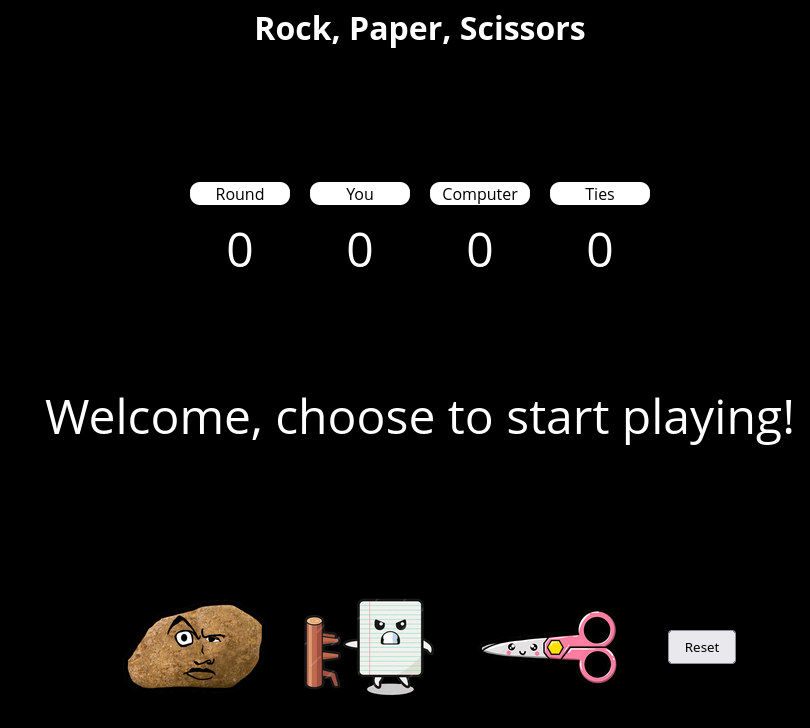 Rock, Paper, Scissors
Round You Computer Ties
0 0 0 0
Welcome, choose to start playing!
Reset